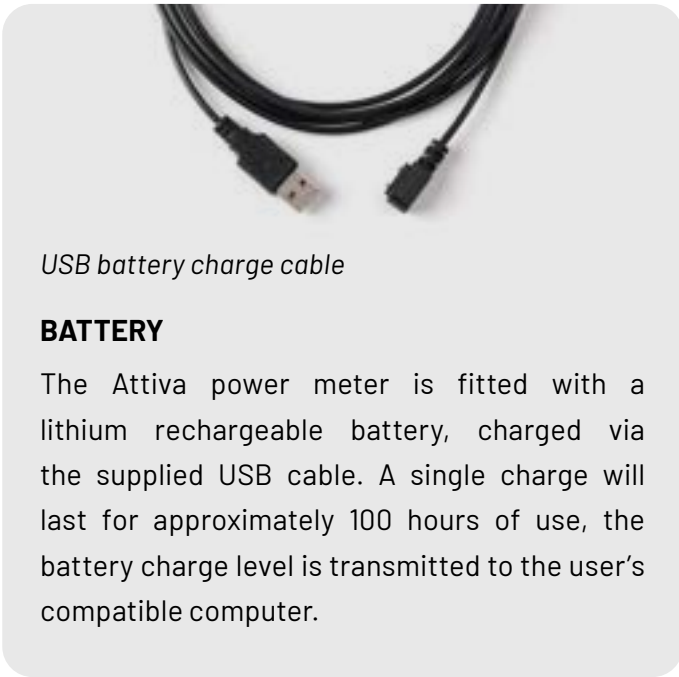 USB battery charge cable
BATTERY
The Attiva power meter is fitted with a
lithium rechargeable battery, charged via
the supplied USB cable. A single charge will
last for approximately 100 hours of use, the
battery charge level is transmitted to the user’s
compatible computer.